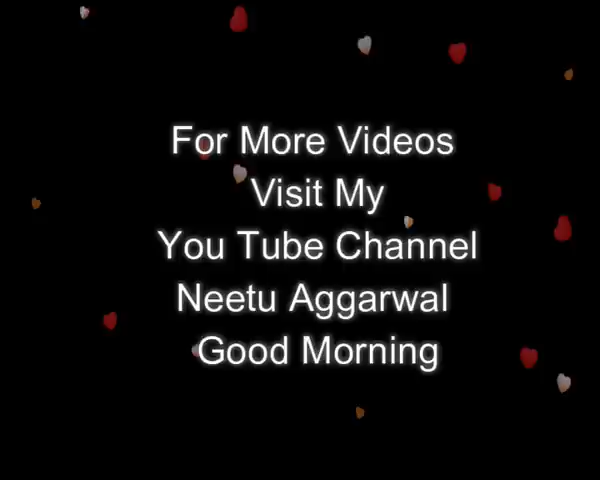 For More Videos
Visit My
You Tube Channel
Neetu Aggarwal
Good Morning